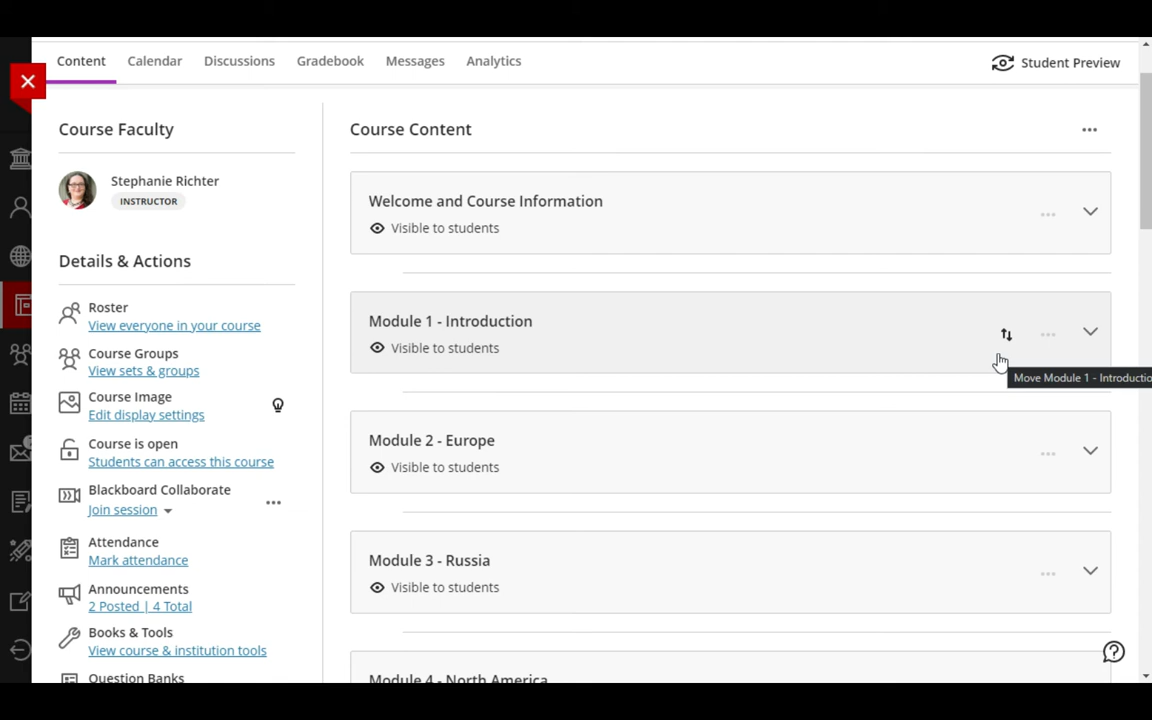 Content Calendar Discussions Gradebook Messages Analytics Student Preview
Course Faculty
Stephanie Richter
INSTRUCTOR
Details & Actions
Roster
View everyone in your course
Course Groups
View sets & groups
Course Image
Edit display settings
Course is open
Students can access this course
Blackboard Collaborate
Join session
Attendance
Mark attendance
Announcements
2 Posted | 4 Total
Books & Tools
View course & institution tools
Question Banks
Course Content
Welcome and Course Information
Visible to students
Module 1 - Introduction
Visible to students
Move Module 1 - Introductio
Module 2 - Europe
Visible to students
Module 3 - Russia
Visible to students
Module 4 - North America